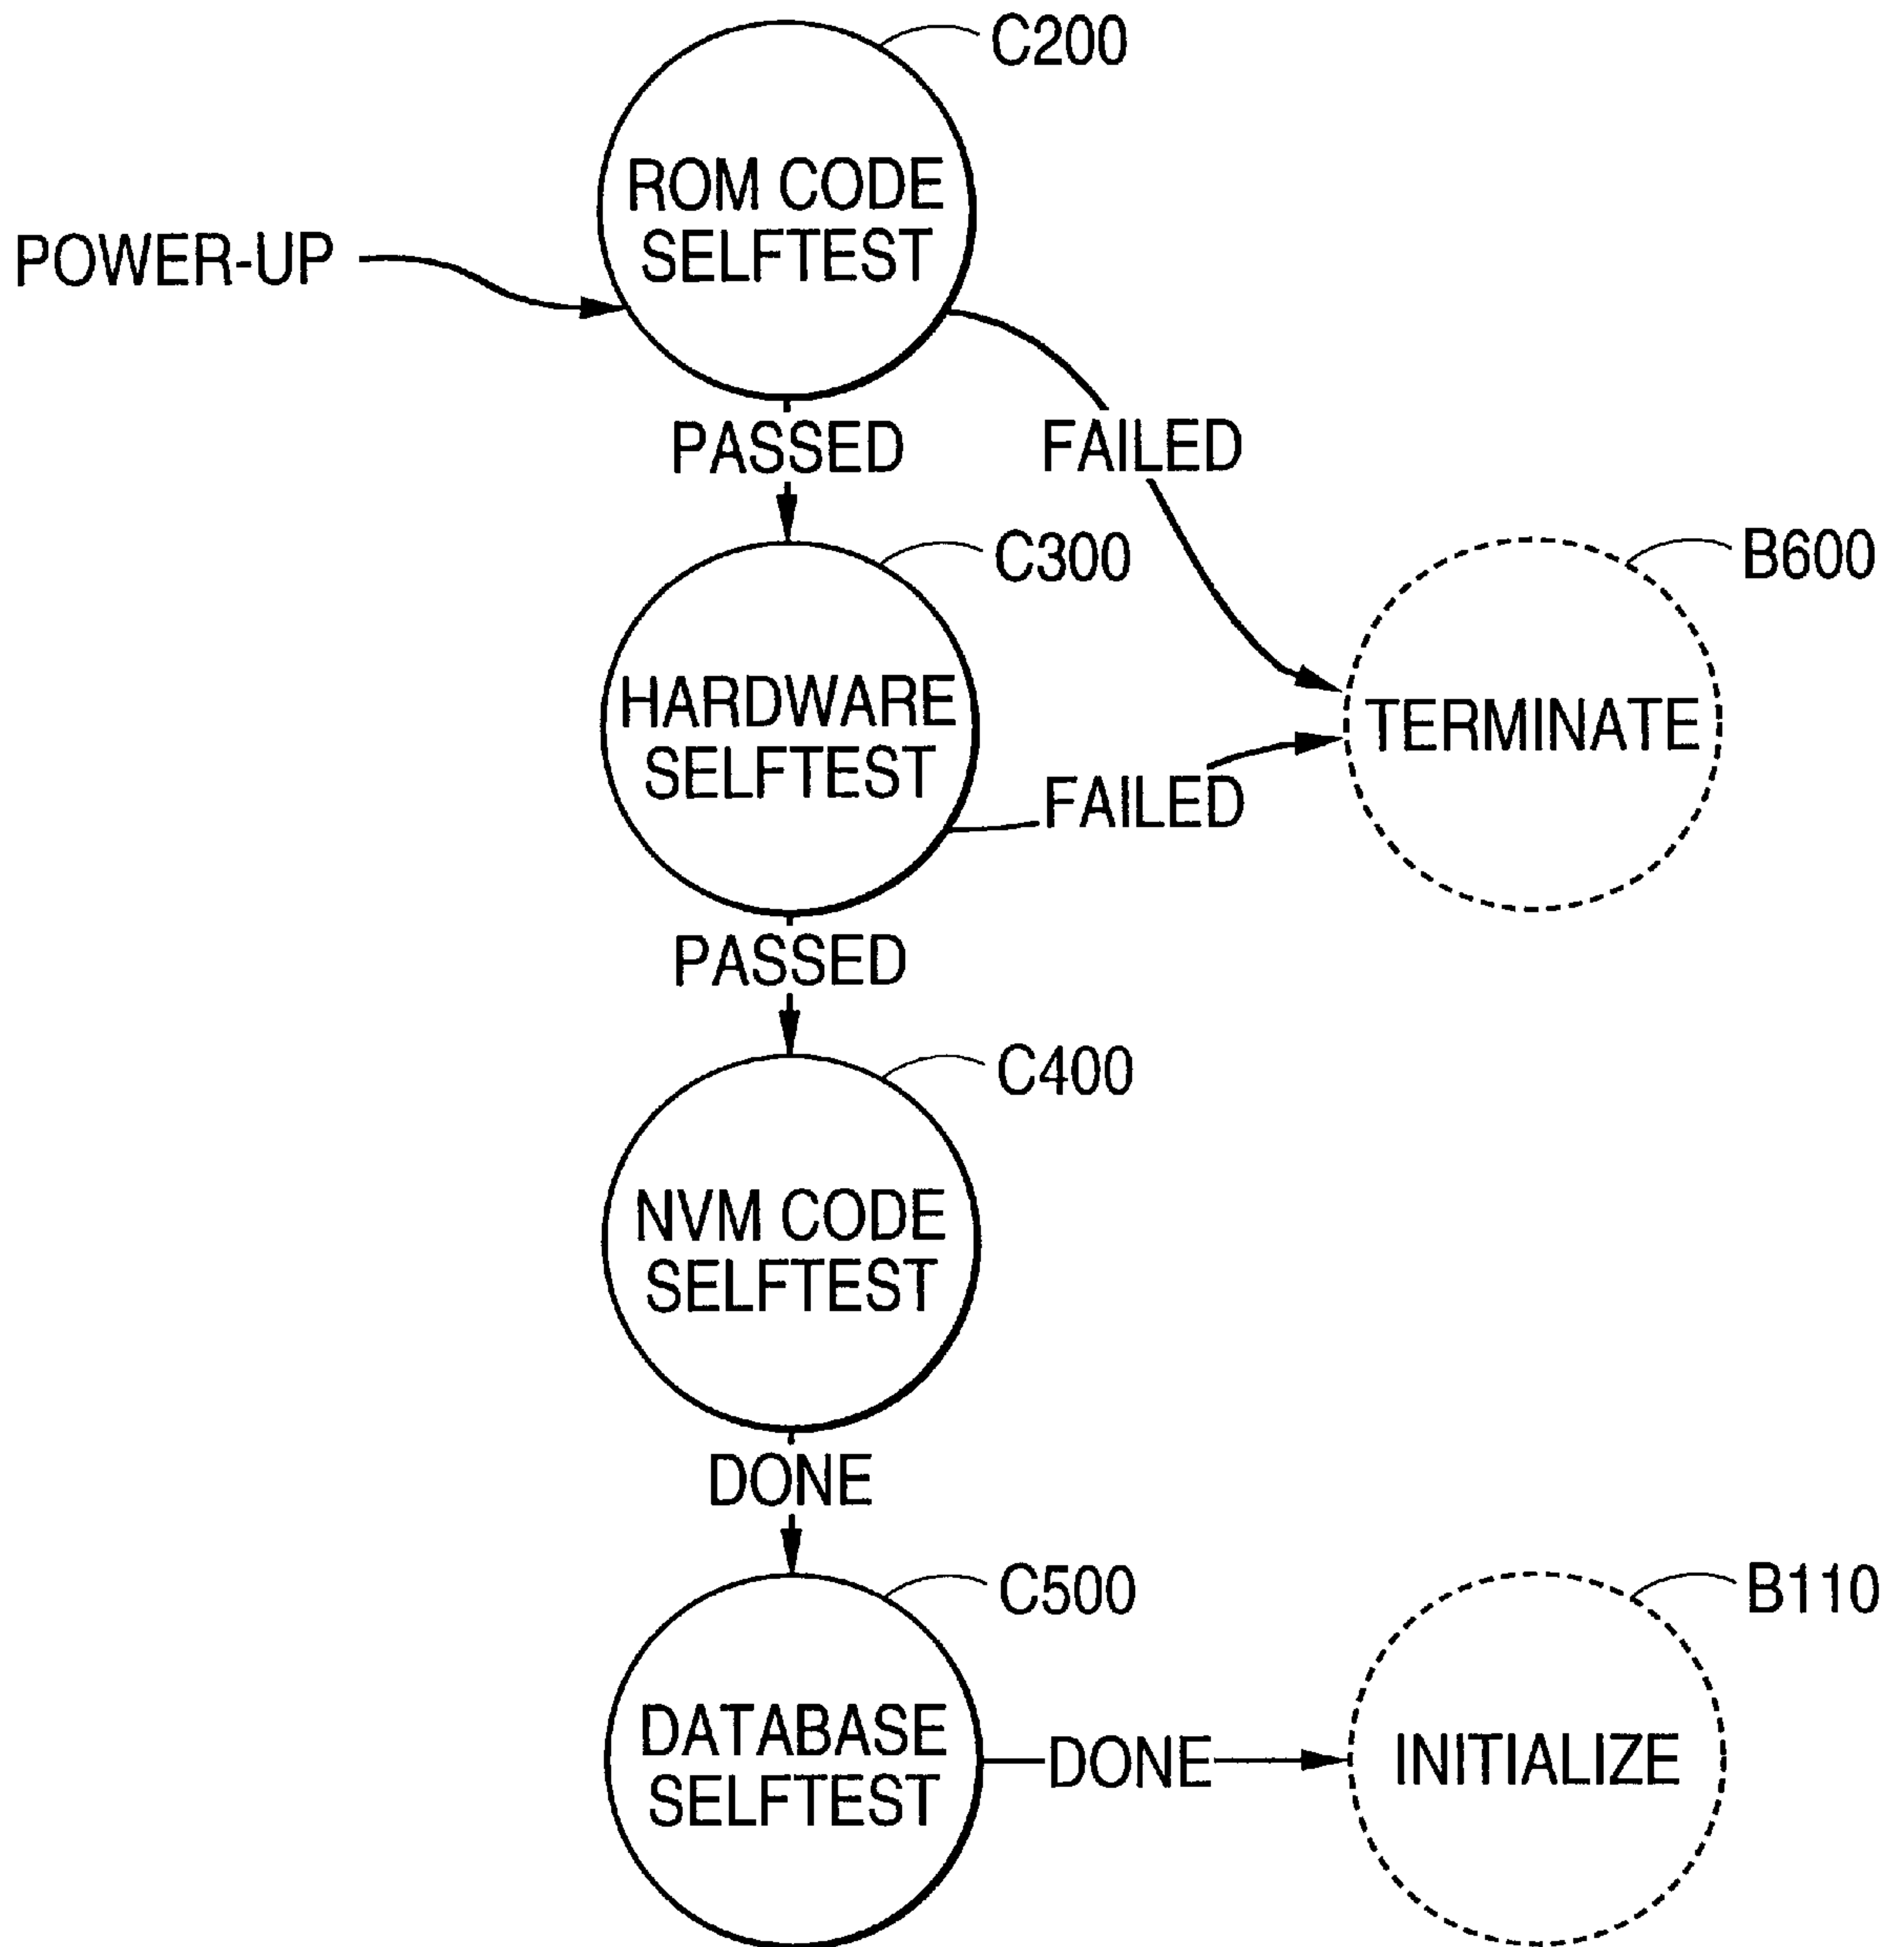 C200
ROM CODE
SELFTEST
POWER-UP
PASSED
FAILED
C300
B600
HARDWARE
SELFTEST
TERMINATE
FAILED
PASSED
C400
NVM CODE
SELFTEST
DONE
C500
B110
DATABASE
SELFTEST
DONE
INITIALIZE